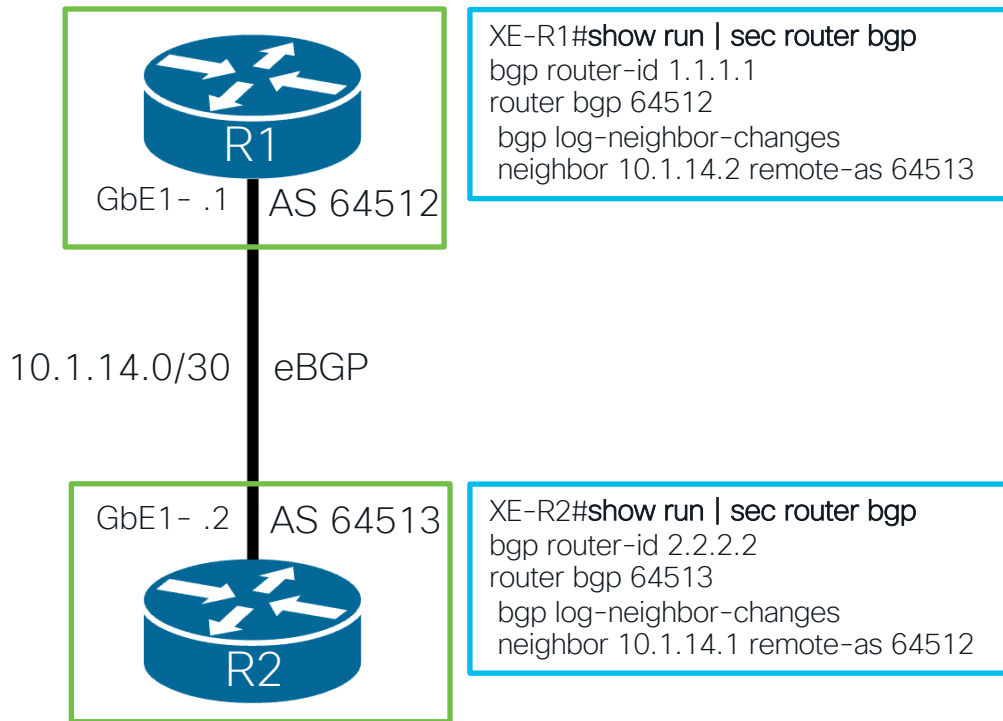 R1
GbE1- .1 AS 64512
XE-R1#show run | sec router bgp
bgp router-id 1.1.1.1
router bgp 64512
bgp log-neighbor-changes
neighbor 10.1.14.2 remote-as 64513
10.1.14.0/30 eBGP
GbE1- .2 AS 64513
R2
XE-R2#show run | sec router bgp
bgp router-id 2.2.2.2
router bgp 64513
bgp log-neighbor-changes
neighbor 10.1.14.1 remote-as 64512